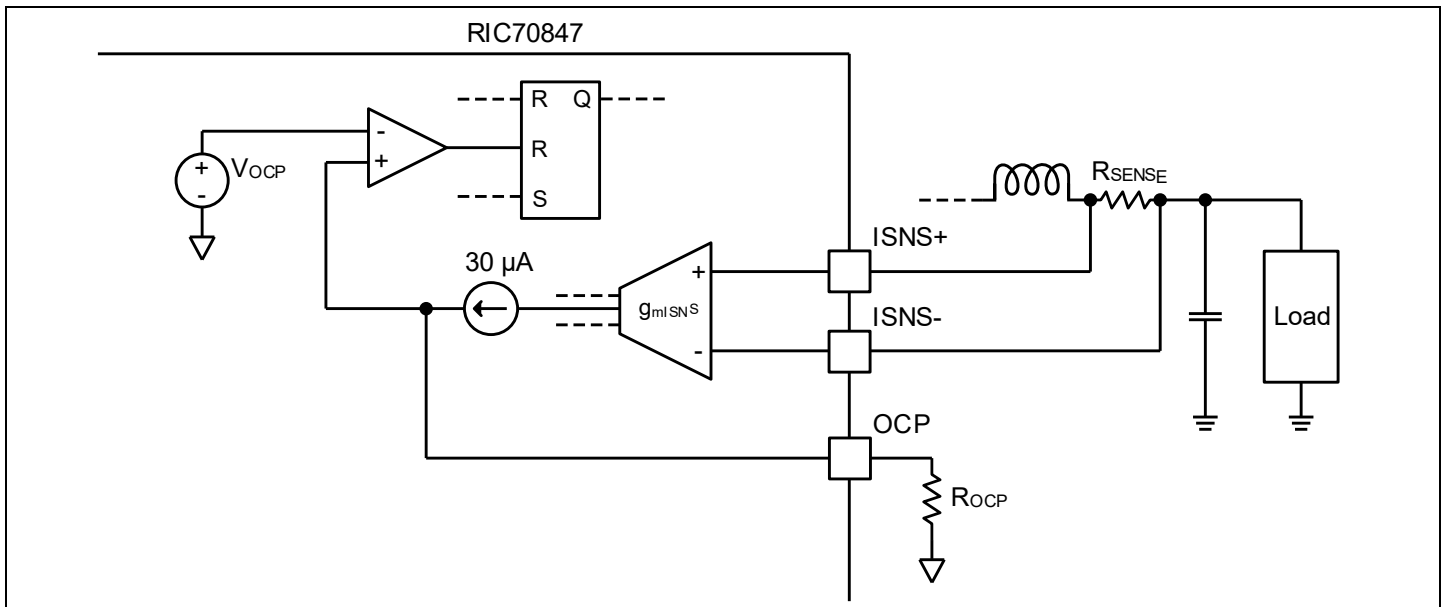 RIC70847
R Q
R
S
-
+
+
-
VOCP
RSENSE
ISNS+
30 µA
+
gmISNS
-
ISNS-
Load
OCP
ROCP